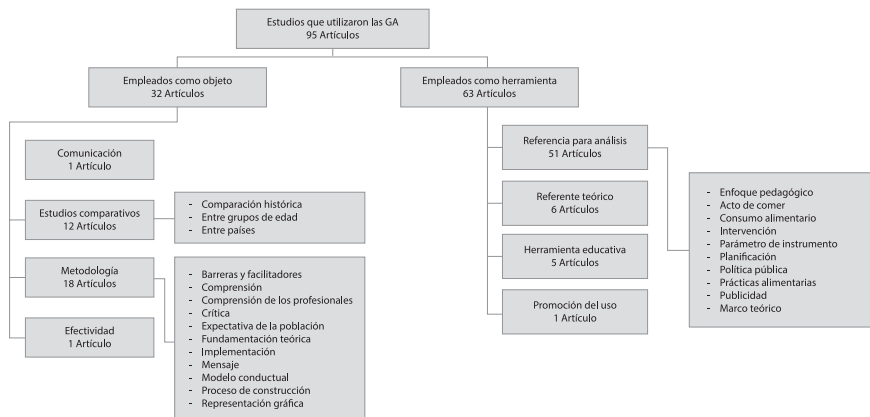 Estudios que utilizaron las GA
95 Artículos
Empleados como objeto
32 Artículos
Empleados como herramienta
63 Artículos
Comunicación
1 Artículo
Estudios comparativos
12 Artículos
- Comparación histórica
- Entre grupos de edad
- Entre países
Metodología
18 Artículos
- Barreras y facilitadores
- Comprensión
- Comprensión de los profesionales
- Crítica
- Expectativa de la población
- Fundamentación teórica
- Implementación
- Mensaje
- Modelo conductual
- Proceso de construcción
- Representación gráfica
Efectividad
1 Artículo
Referencia para análisis
51 Artículos
- Enfoque pedagógico
- Acto de comer
- Consumo alimentario
- Intervención
- Parámetro de instrumento
- Planificación
- Política pública
- Prácticas alimentarias
- Publicidad
- Marco teórico
Referente teórico
6 Artículos
Herramienta educativa
5 Artículos
Promoción del uso
1 Artículo